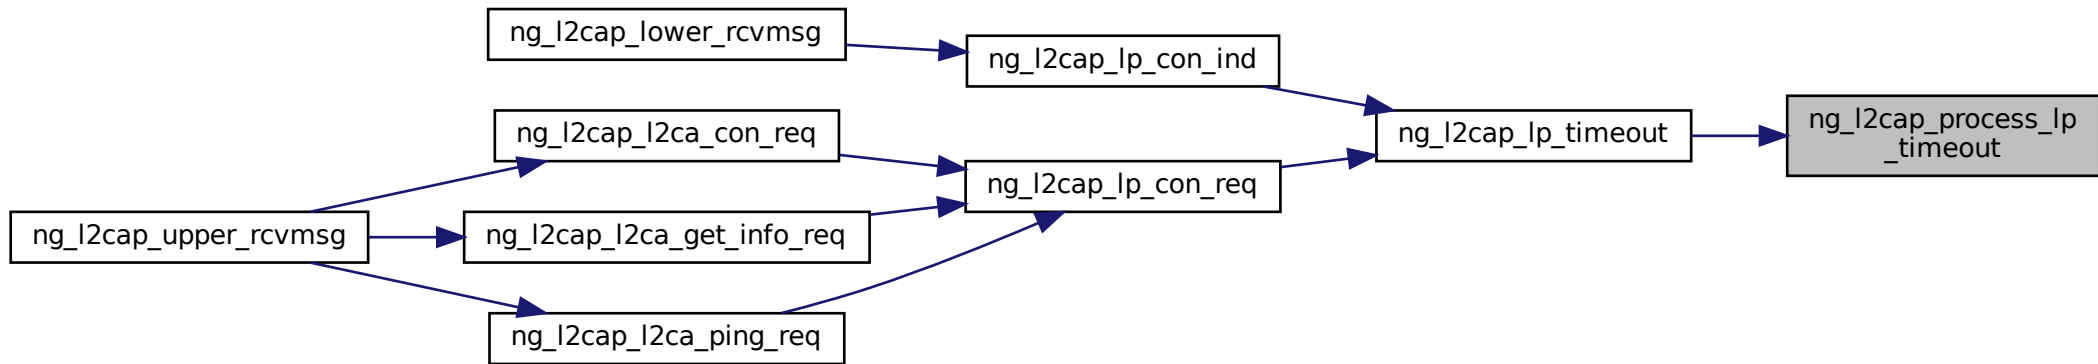 ng_l2cap_lower_rcvmsg
ng_l2cap_lp_con_ind
ng_l2cap_process_lp
_timeout
ng_l2cap_l2ca_con_req
ng_l2cap_lp_timeout
ng_l2cap_lp_con_req
ng_l2cap_upper_rcvmsg
ng_l2cap_l2ca_get_info_req
ng_l2cap_l2ca_ping_req